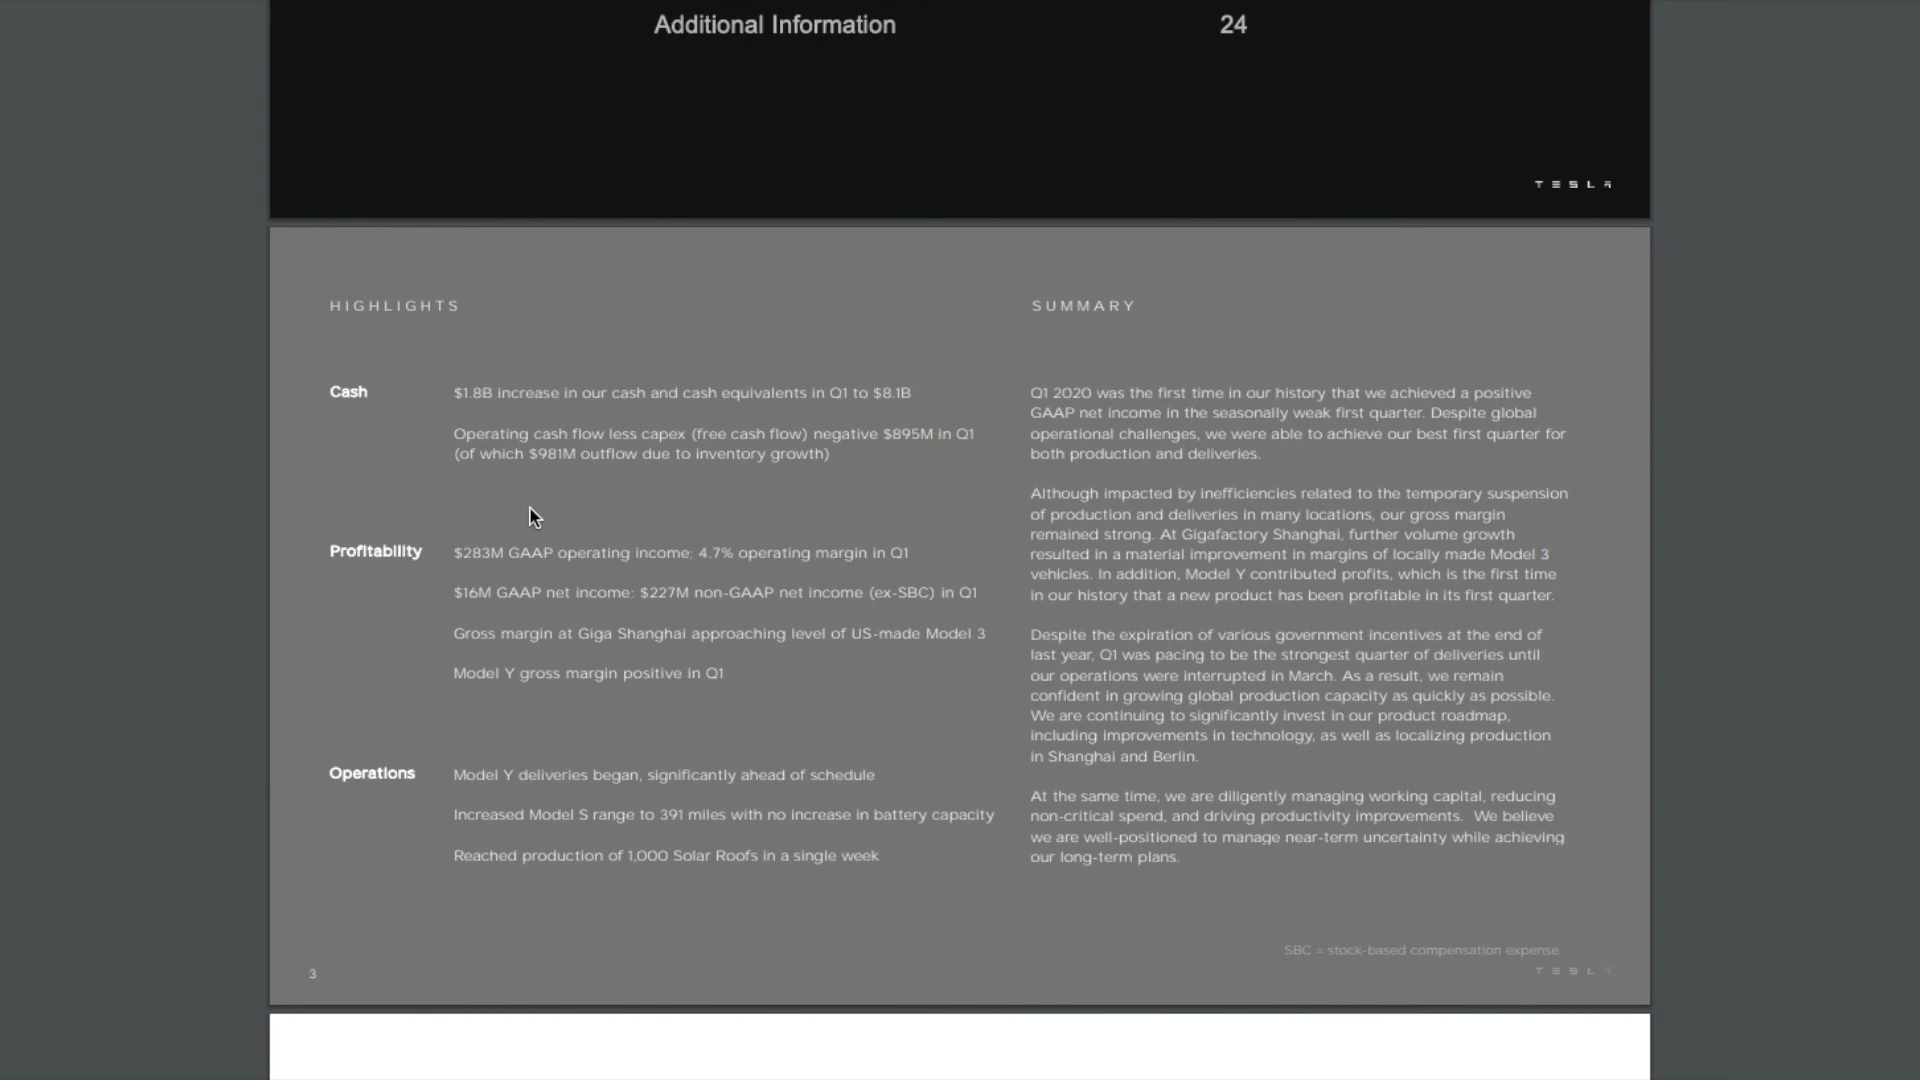 Additional Information 24
TESLA
HIGHLIGHTS
Cash
$1.8B increase in our cash and cash equivalents in Q1 to $8.1B
Operating cash flow less capex (free cash flow) negative $895M in Q1
(of which $981M outflow due to inventory growth)
Profitability
$283M GAAP operating income; 4.7% operating margin in Q1
$16M GAAP net income; $227M non-GAAP net income (ex-SBC) in Q1
Gross margin at Giga Shanghai approaching level of US-made Model 3
Model Y gross margin positive in Q1
Operations
Model Y deliveries began, significantly ahead of schedule
Increased Model S range to 391 miles with no increase in battery capacity
Reached production of 1,000 Solar Roofs in a single week
SUMMARY
Q1 2020 was the first time in our history that we achieved a positive
GAAP net income in the seasonally weak first quarter. Despite global
operational challenges, we were able to achieve our best first quarter for
both production and deliveries.
Although impacted by inefficiencies related to the temporary suspension
of production and deliveries in many locations, our gross margin
remained strong. At Gigafactory Shanghai, further volume growth
resulted in a material improvement in margins of locally made Model 3
vehicles. In addition, Model Y contributed profits, which is the first time
in our history that a new product has been profitable in its first quarter.
Despite the expiration of various government incentives at the end of
last year, Q1 was pacing to be the strongest quarter of deliveries until
our operations were interrupted in March. As a result, we remain
confident in growing global production capacity as quickly as possible.
We are continuing to significantly invest in our product roadmap,
including improvements in technology, as well as localizing production
in Shanghai and Berlin.
At the same time, we are diligently managing working capital, reducing
non-critical spend, and driving productivity improvements. We believe
we are well-positioned to manage near-term uncertainty while achieving
our long-term plans.
SBC = stock-based compensation expense
3
TESLA